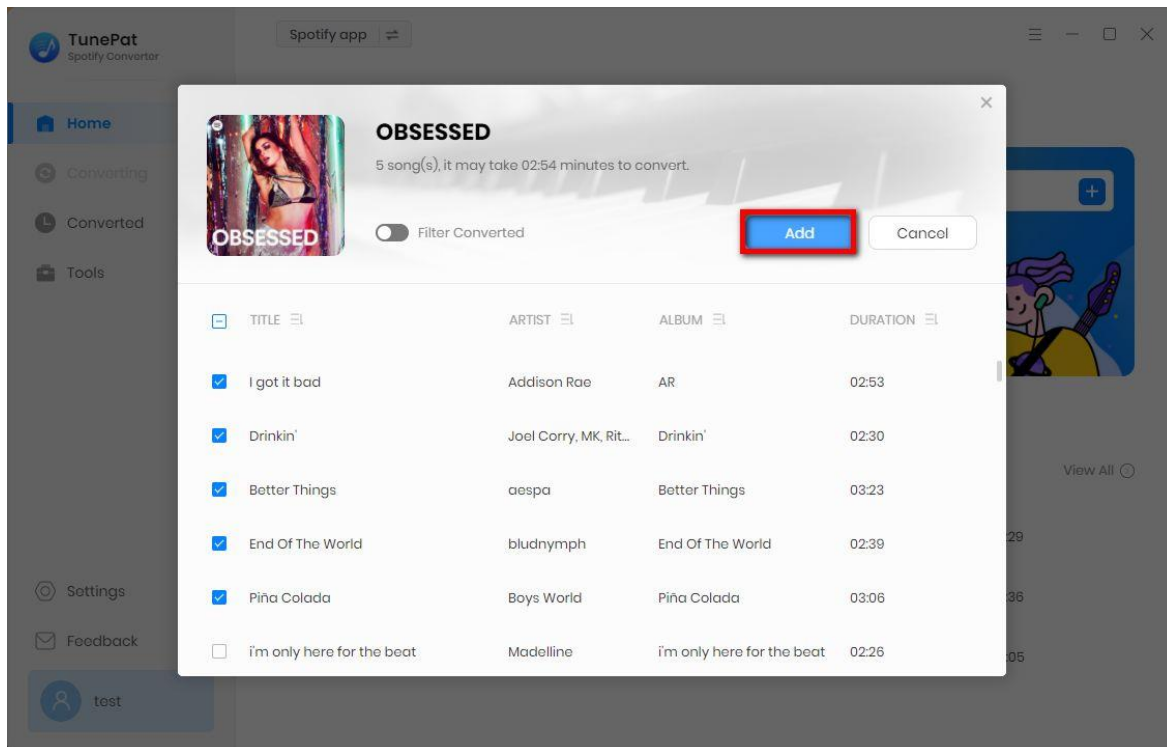 TunePat
Spotify Converter
Spotify app
Home
Converting
Converted
Tools
OBSESSED
OBSESSED
5 song(s), it may take 02:54 minutes to convert.
Filter Converted
Add
Cancel
TITLE ARTIST ALBUM DURATION
I got it bad Addison Rae AR 02:53
Drinkin' Joel Corry, MK, Rit... Drinkin' 02:30
Better Things aespa Better Things 03:23
End Of The World bludnymph End Of The World 02:39
Piña Colada Boys World Piña Colada 03:06
i'm only here for the beat Madelline i'm only here for the beat 02:26
View All
:29
:36
:05
Settings
Feedback
test